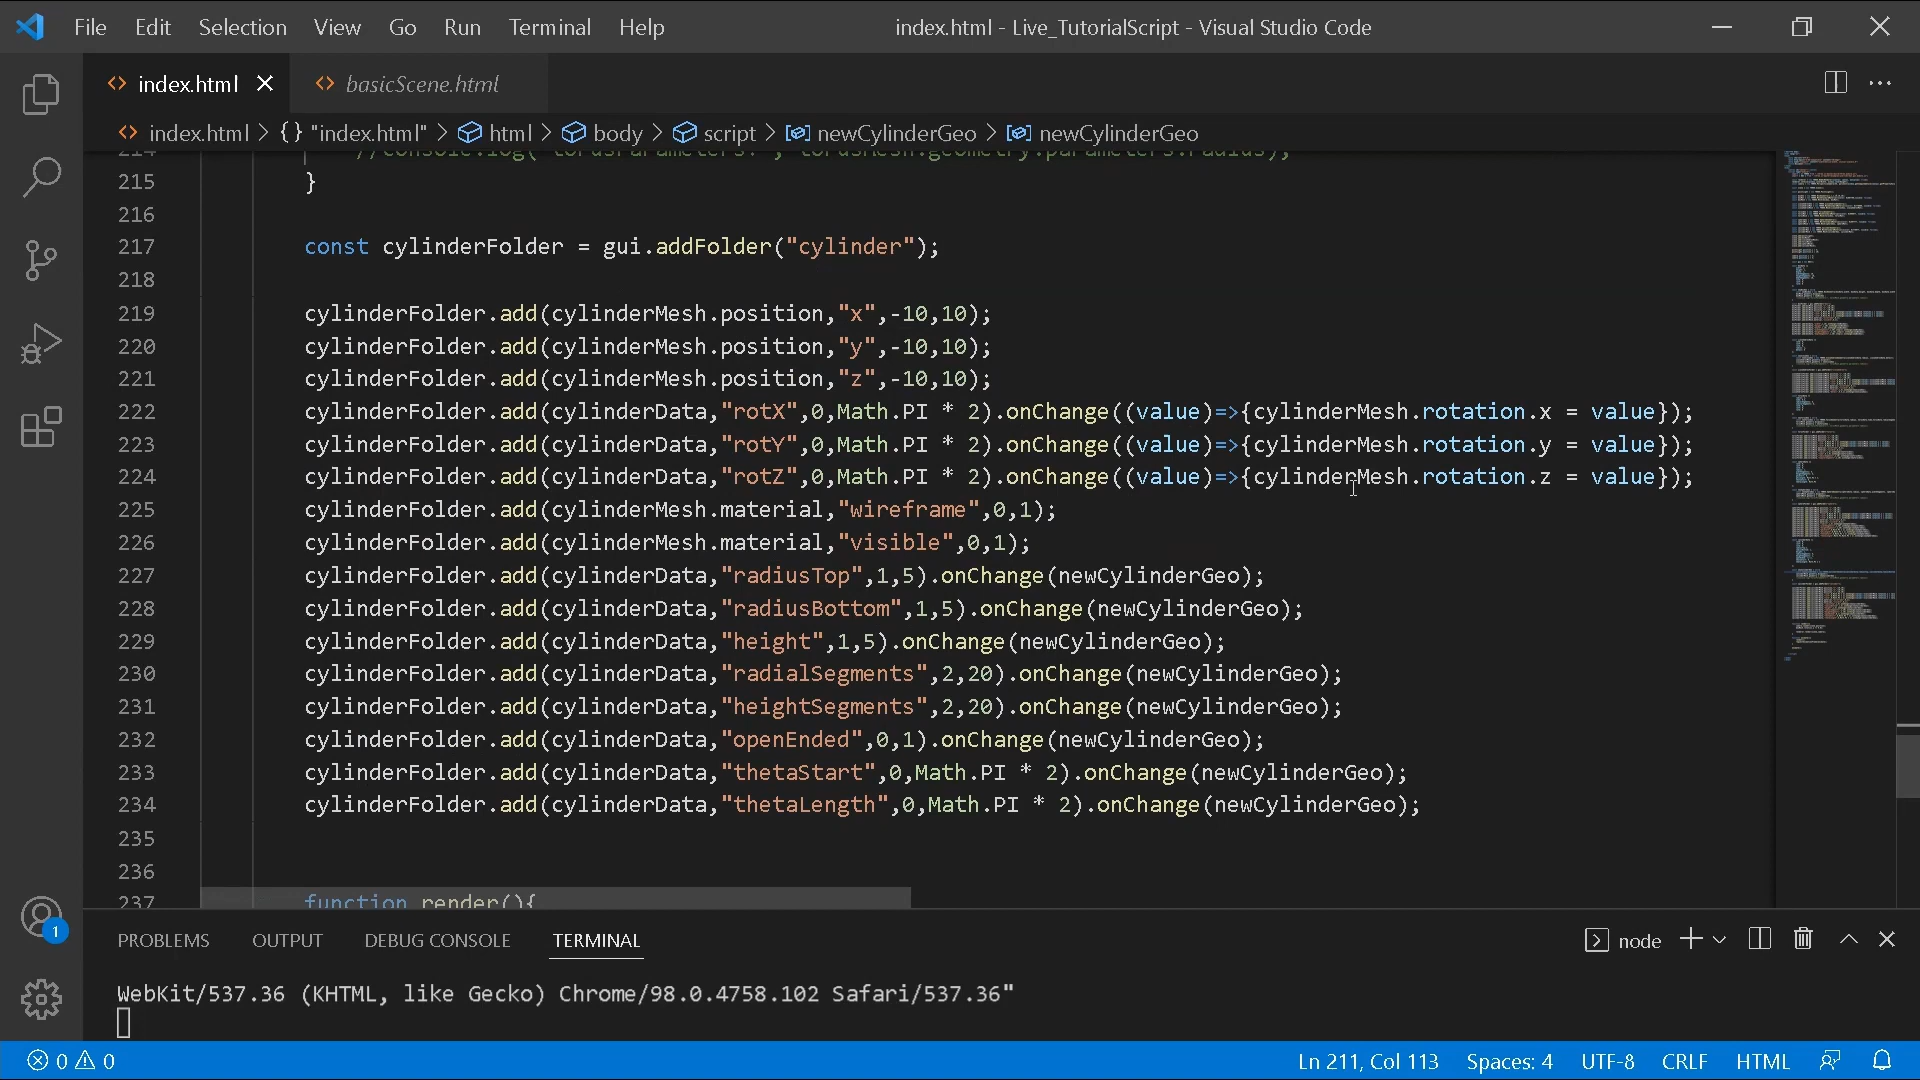 File Edit Selection View Go Run Terminal Help index.html - Live_TutorialScript - Visual Studio Code
index.html basicScene.html
index.html > {} "index.html" > html > body > script > newCylinderGeo > newCylinderGeo
214 //console.log("torusParameters: ", torusMesh.geometry.parameters.radius);
215 }
216
217 const cylinderFolder = gui.addFolder("cylinder");
218
219 cylinderFolder.add(cylinderMesh.position,"x",-10,10);
220 cylinderFolder.add(cylinderMesh.position,"y",-10,10);
221 cylinderFolder.add(cylinderMesh.position,"z",-10,10);
222 cylinderFolder.add(cylinderData,"rotX",0,Math.PI * 2).onChange((value)=>{cylinderMesh.rotation.x = value});
223 cylinderFolder.add(cylinderData,"rotY",0,Math.PI * 2).onChange((value)=>{cylinderMesh.rotation.y = value});
224 cylinderFolder.add(cylinderData,"rotZ",0,Math.PI * 2).onChange((value)=>{cylinderMesh.rotation.z = value});
225 cylinderFolder.add(cylinderMesh.material,"wireframe",0,1);
226 cylinderFolder.add(cylinderMesh.material,"visible",0,1);
227 cylinderFolder.add(cylinderData,"radiusTop",1,5).onChange(newCylinderGeo);
228 cylinderFolder.add(cylinderData,"radiusBottom",1,5).onChange(newCylinderGeo);
229 cylinderFolder.add(cylinderData,"height",1,5).onChange(newCylinderGeo);
230 cylinderFolder.add(cylinderData,"radialSegments",2,20).onChange(newCylinderGeo);
231 cylinderFolder.add(cylinderData,"heightSegments",2,20).onChange(newCylinderGeo);
232 cylinderFolder.add(cylinderData,"openEnded",0,1).onChange(newCylinderGeo);
233 cylinderFolder.add(cylinderData,"thetaStart",0,Math.PI * 2).onChange(newCylinderGeo);
234 cylinderFolder.add(cylinderData,"thetaLength",0,Math.PI * 2).onChange(newCylinderGeo);
235
236
237 function render(){
PROBLEMS OUTPUT DEBUG CONSOLE TERMINAL node
WebKit/537.36 (KHTML, like Gecko) Chrome/98.0.4758.102 Safari/537.36"
1
0 0 Ln 211, Col 113 Spaces: 4 UTF-8 CRLF HTML